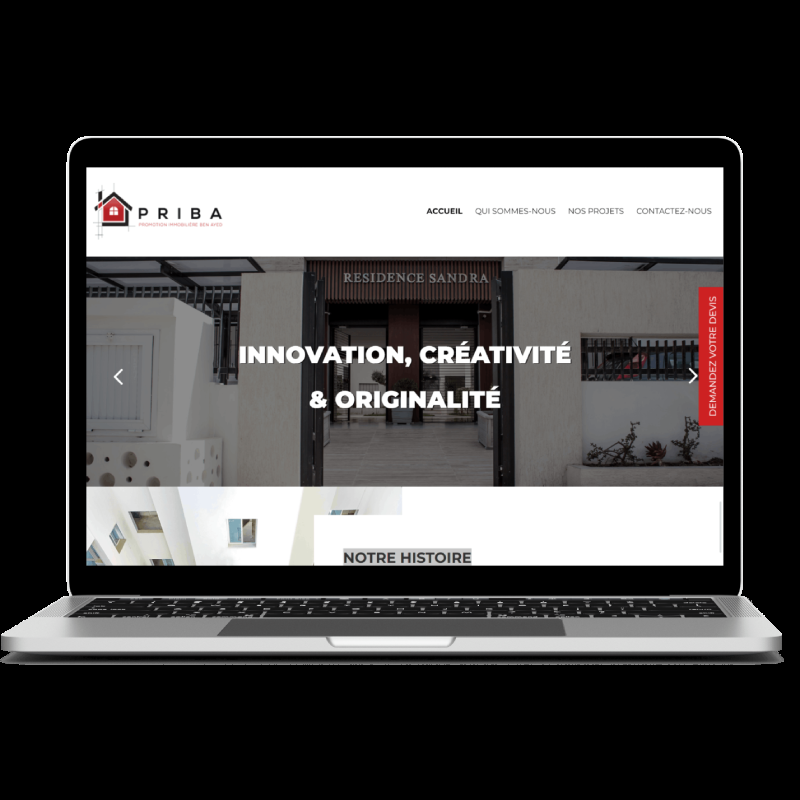 PRIBA
PROMOTION IMMOBILIÈRE BEN AYED
ACCUEIL QUI SOMMES-NOUS NOS PROJETS CONTACTEZ-NOUS
RESIDENCE SANDRA
INNOVATION, CRÉATIVITÉ
& ORIGINALITÉ
DEMANDEZ VOTRE DEVIS
NOTRE HISTOIRE